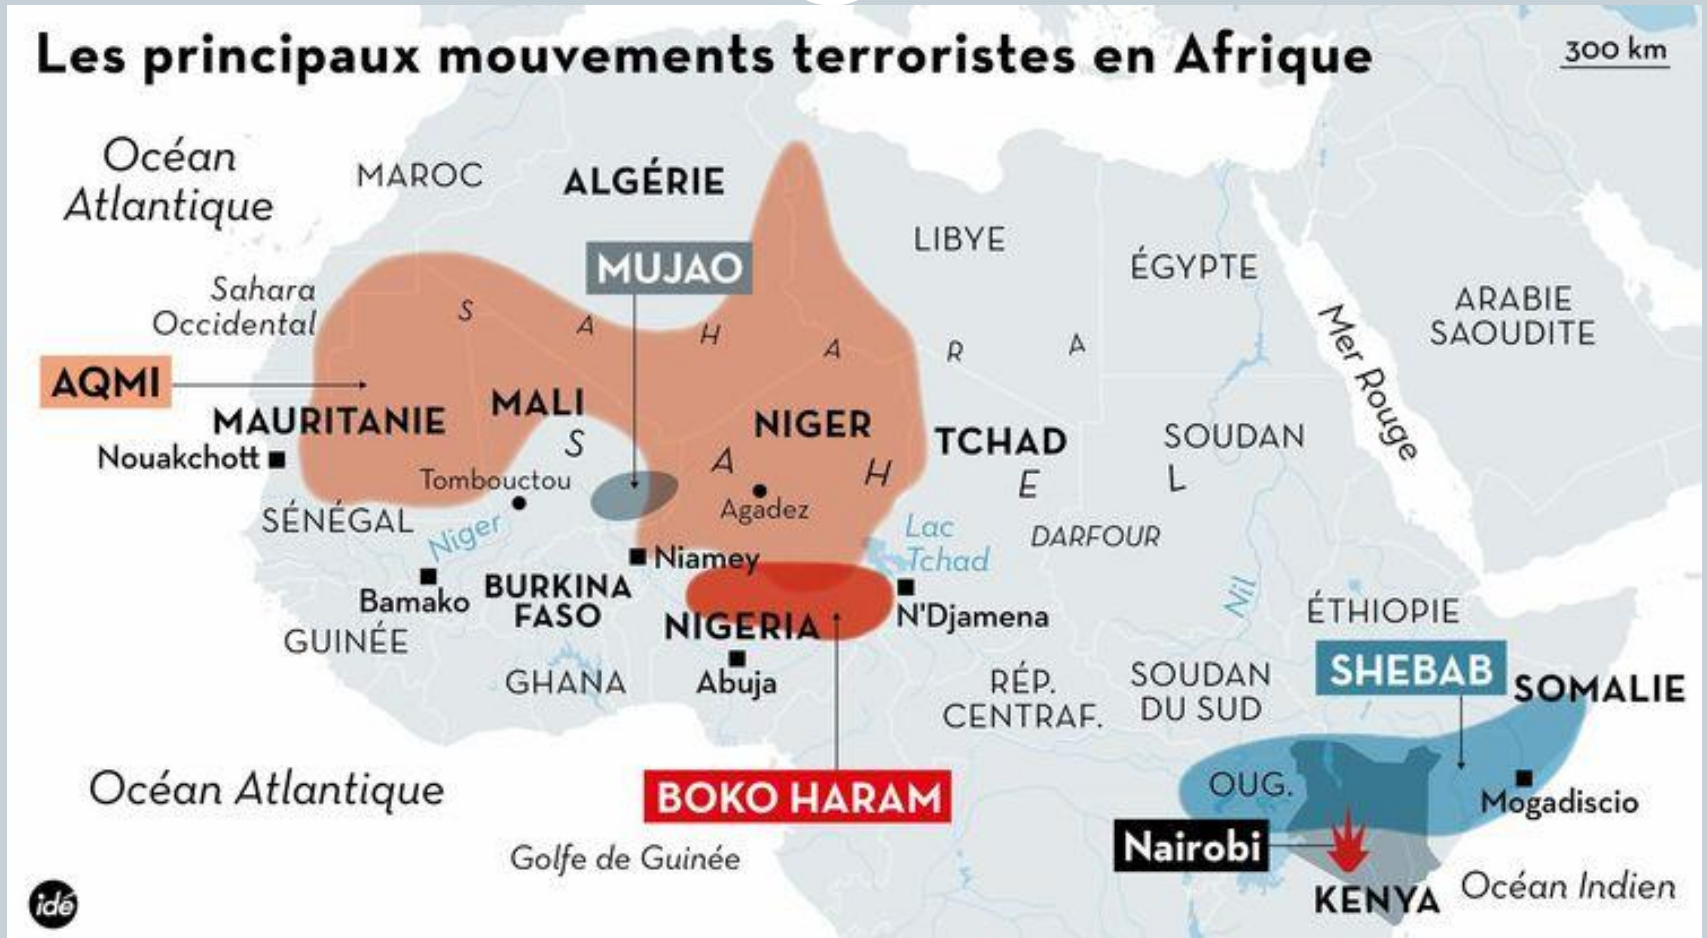 Les principaux mouvements terroristes en Afrique
300 km
Océan
Atlantique
MAROC
ALGÉRIE
LIBYE
ÉGYPTE
MUJAO
Sahara
Occidental
ARABIE
SAOUDITE
Mer Rouge
S A H A R A
AQMI
MAURITANIE
MALI
NIGER
TCHAD
SOUDAN
Nouakchott
S A H E L
Tombouctou
Agadez
SÉNÉGAL
Niger
Lac
Tchad
DARFOUR
Niamey
Bamako
BURKINA
FASO
NIGERIA
N'Djamena
Nil
ÉTHIOPIE
GUINÉE
GHANA
Abuja
RÉP.
CENTRAF.
SOUDAN
DU SUD
SHEBAB
SOMALIE
Océan Atlantique
BOKO HARAM
OUG.
Mogadiscio
Nairobi
Golfe de Guinée
KENYA
Océan Indien
idé